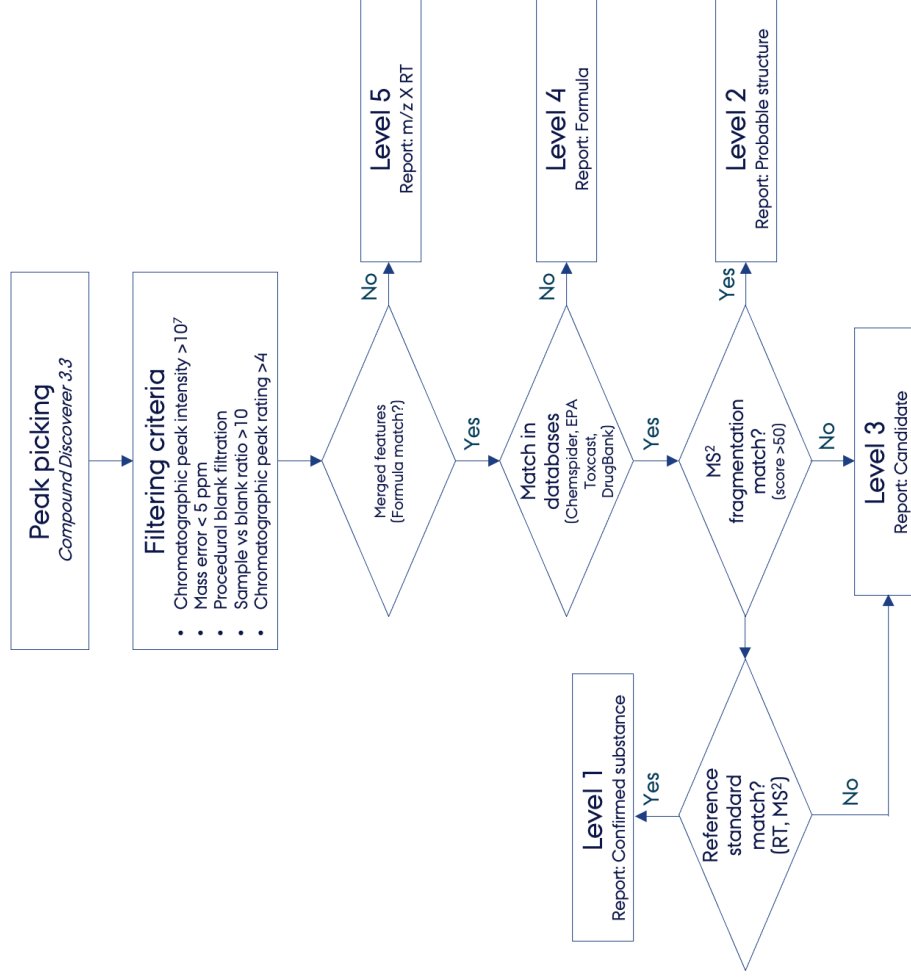 Peak picking
Compound Discoverer 3.3
Filtering criteria
• Chromatographic peak intensity >10⁷
• Mass error < 5 ppm
• Procedural blank filtration
• Sample vs blank ratio >10
• Chromatographic peak rating >4
Merged features
(Formula match?)
No
Level 5
Report: m/z X RT
Yes
Match in
databases
(Chemspider, EPA
Toxcast,
DrugBank)
No
Level 4
Report: Formula
Yes
MS²
fragmentation
match?
(score >50)
Yes
Level 2
Report: Probable structure
No
Level 3
Report: Candidate
Reference
standard
match?
(RT, MS²)
Yes
Level 1
Report: Confirmed substance
No